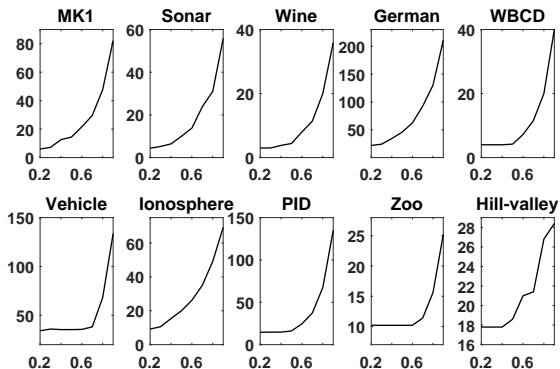 MK1 Sonar Wine German WBCD
80 60 40 200 40
60 40 150
40 20 100 20
20 20 50
0 0 0 0
0.2 0.6 0.2 0.6 0.2 0.6 0.2 0.6 0.2 0.6
Vehicle Ionosphere PID Zoo Hill-valley
150 150 28
60 25 26
100 40 100 20 24
22
50 20 50 15 20
10 18
0 0 16
0.2 0.6 0.2 0.6 0.2 0.6 0.2 0.6 0.2 0.6